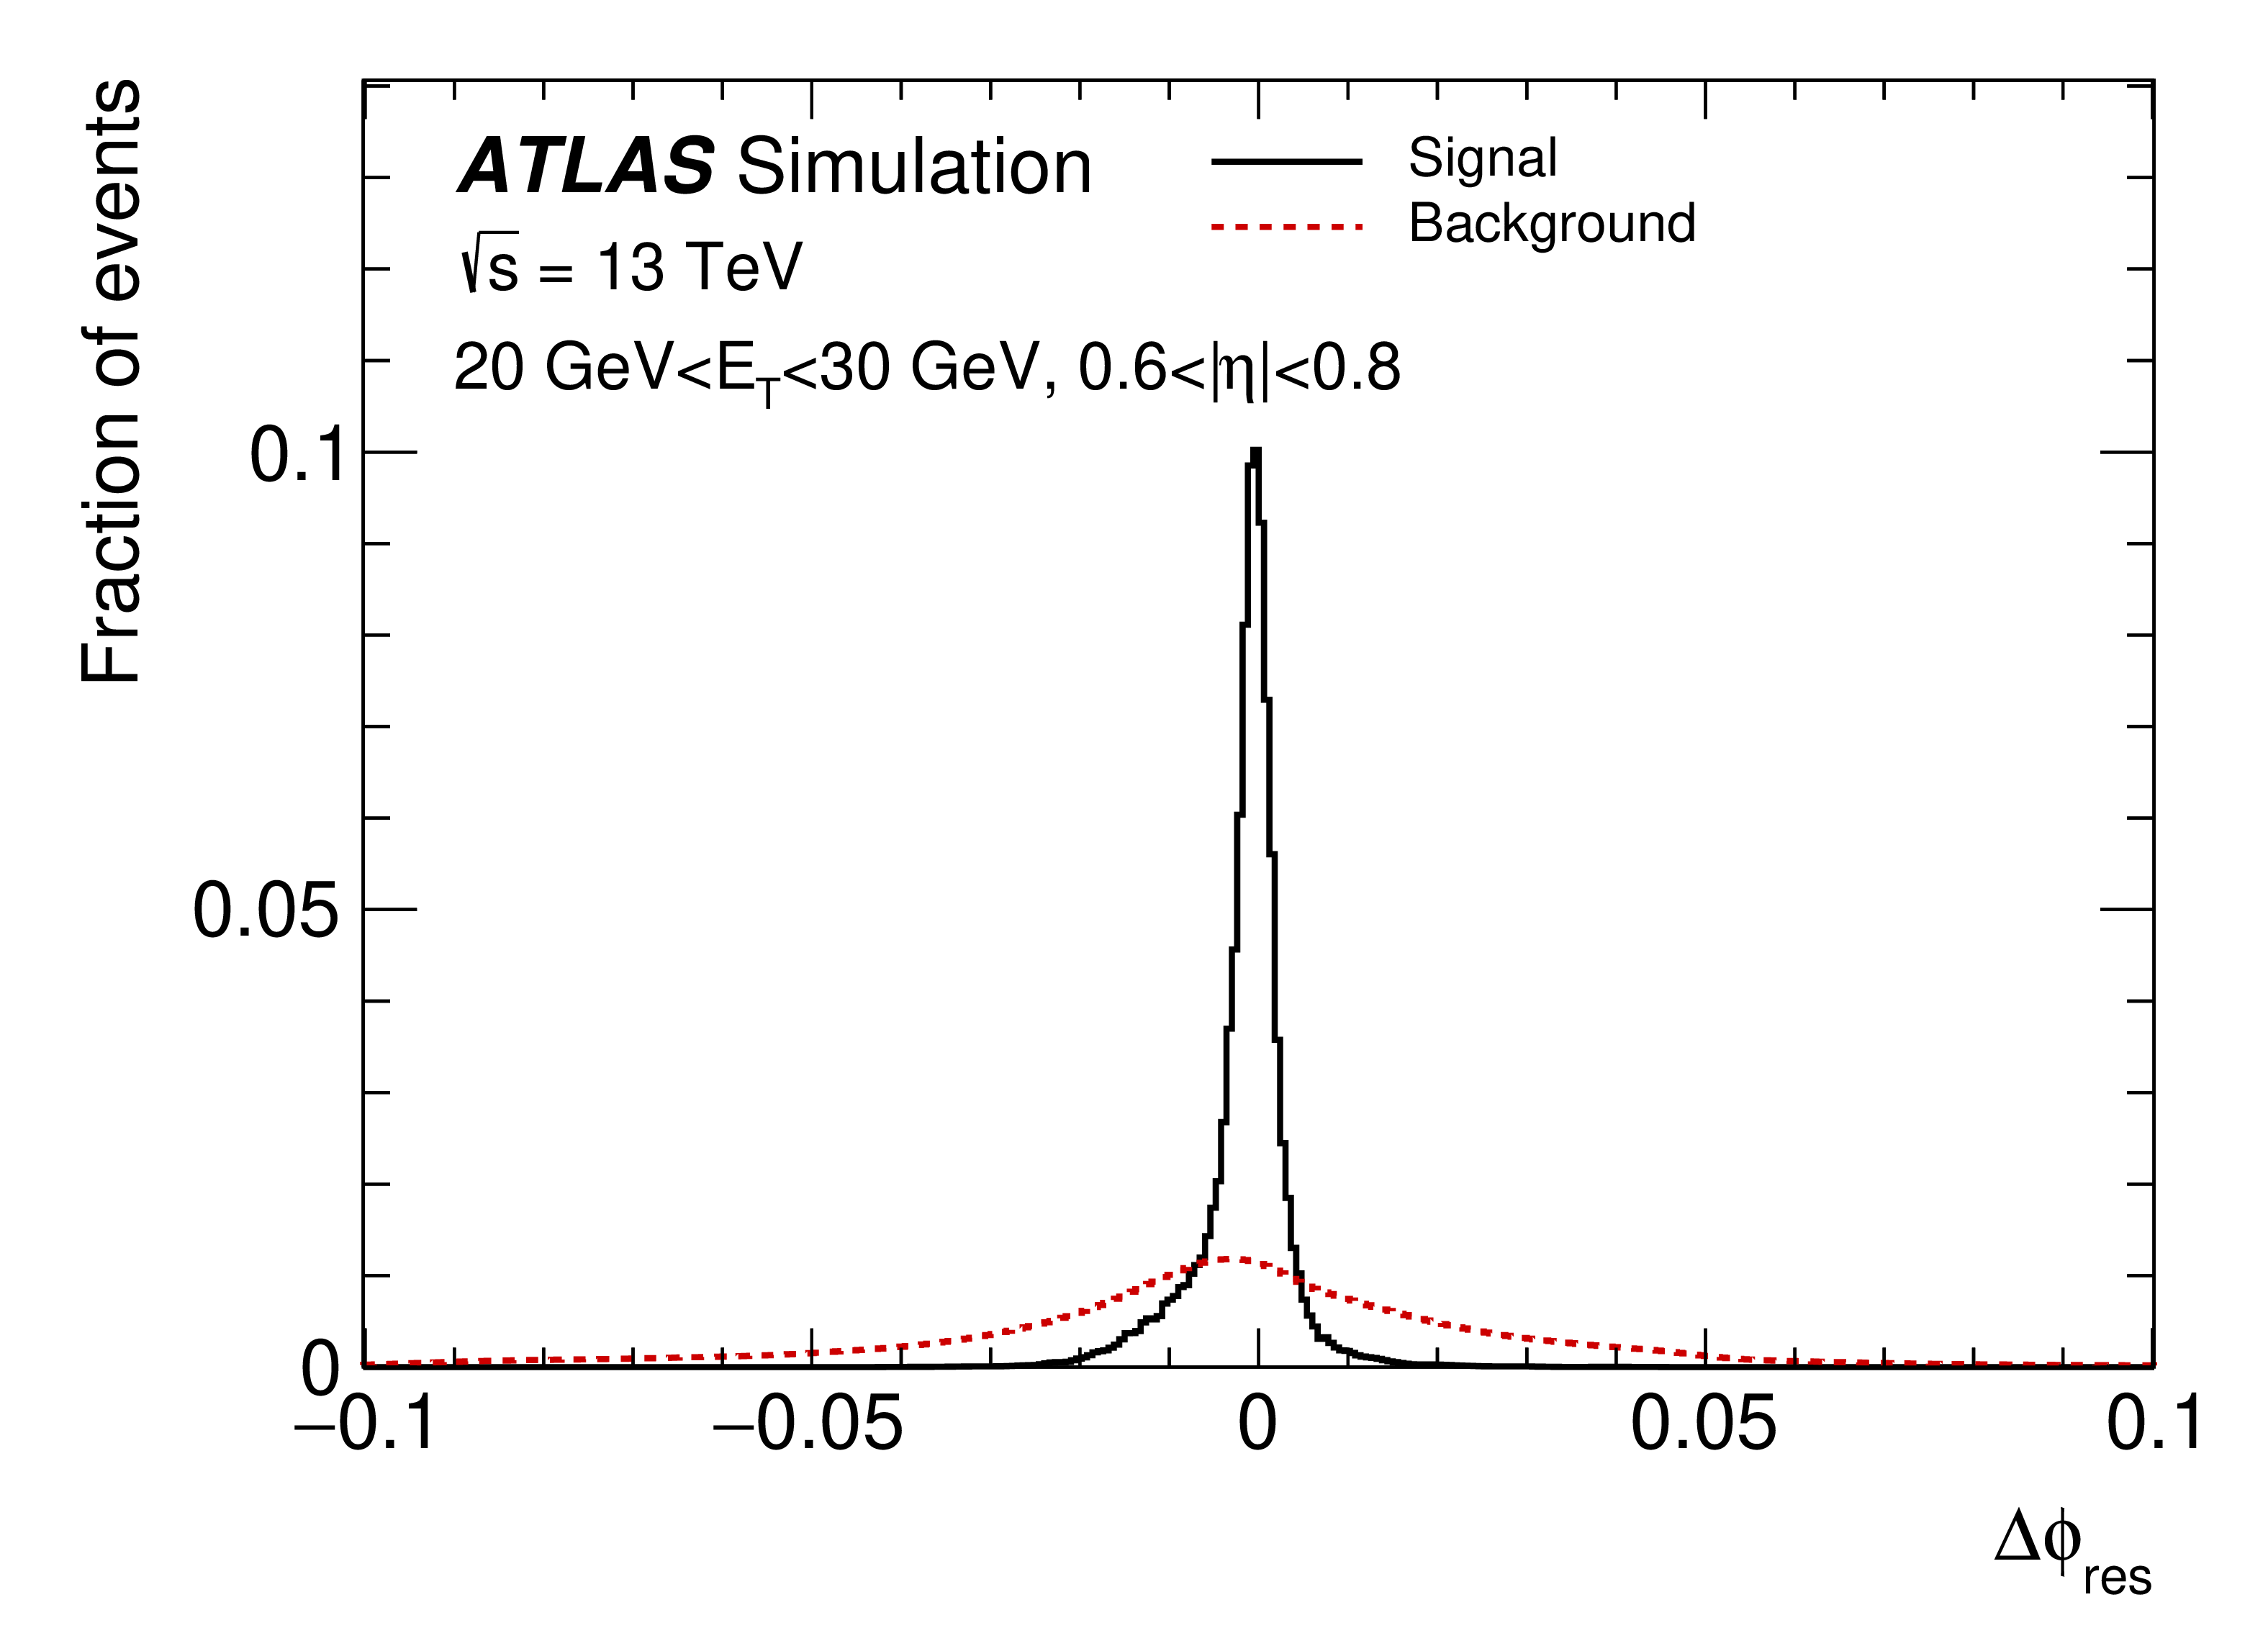 Fraction of events
ATLAS Simulation
√s = 13 TeV
20 GeV<E_T<30 GeV, 0.6<|η|<0.8
Signal
Background
0.1
0.05
0
−0.1
−0.05
0
0.05
0.1
Δϕ_res